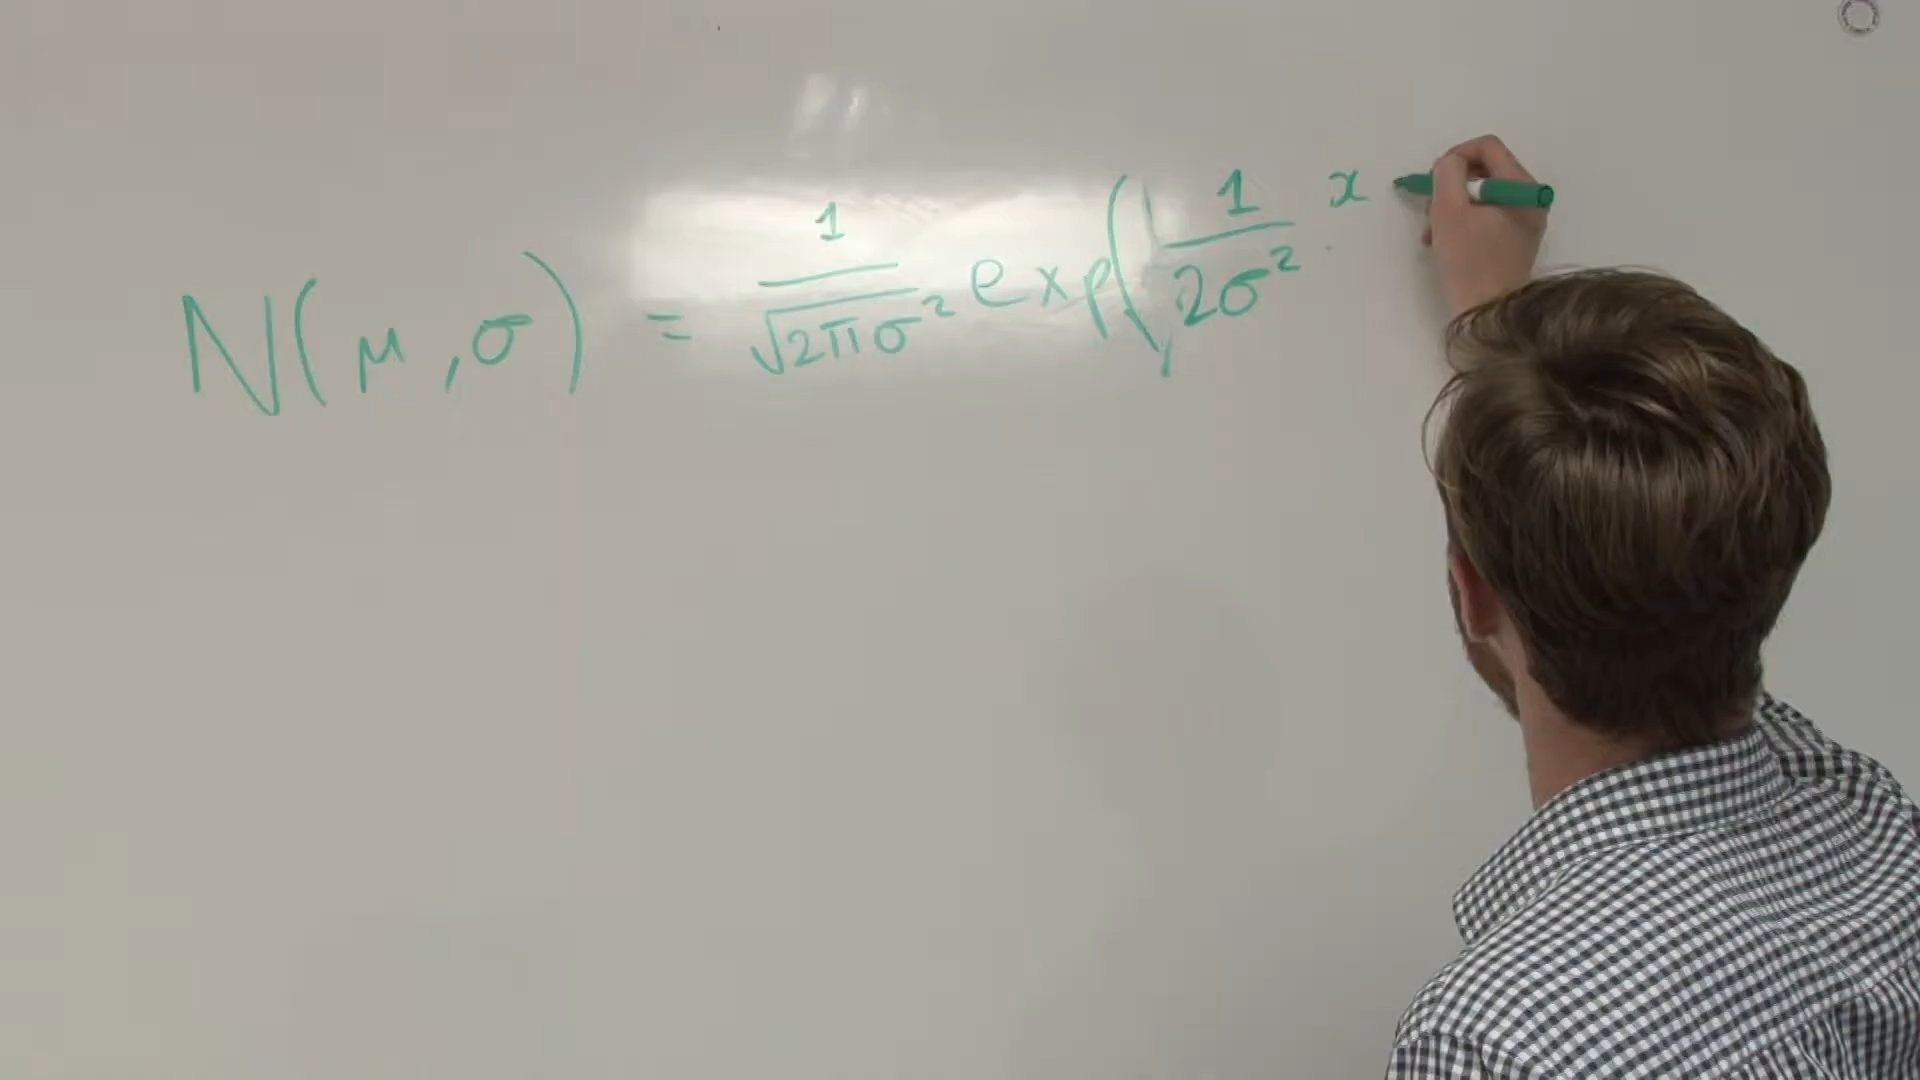 N(μ,σ) = 1/√2πσ² exp(1/2σ² x